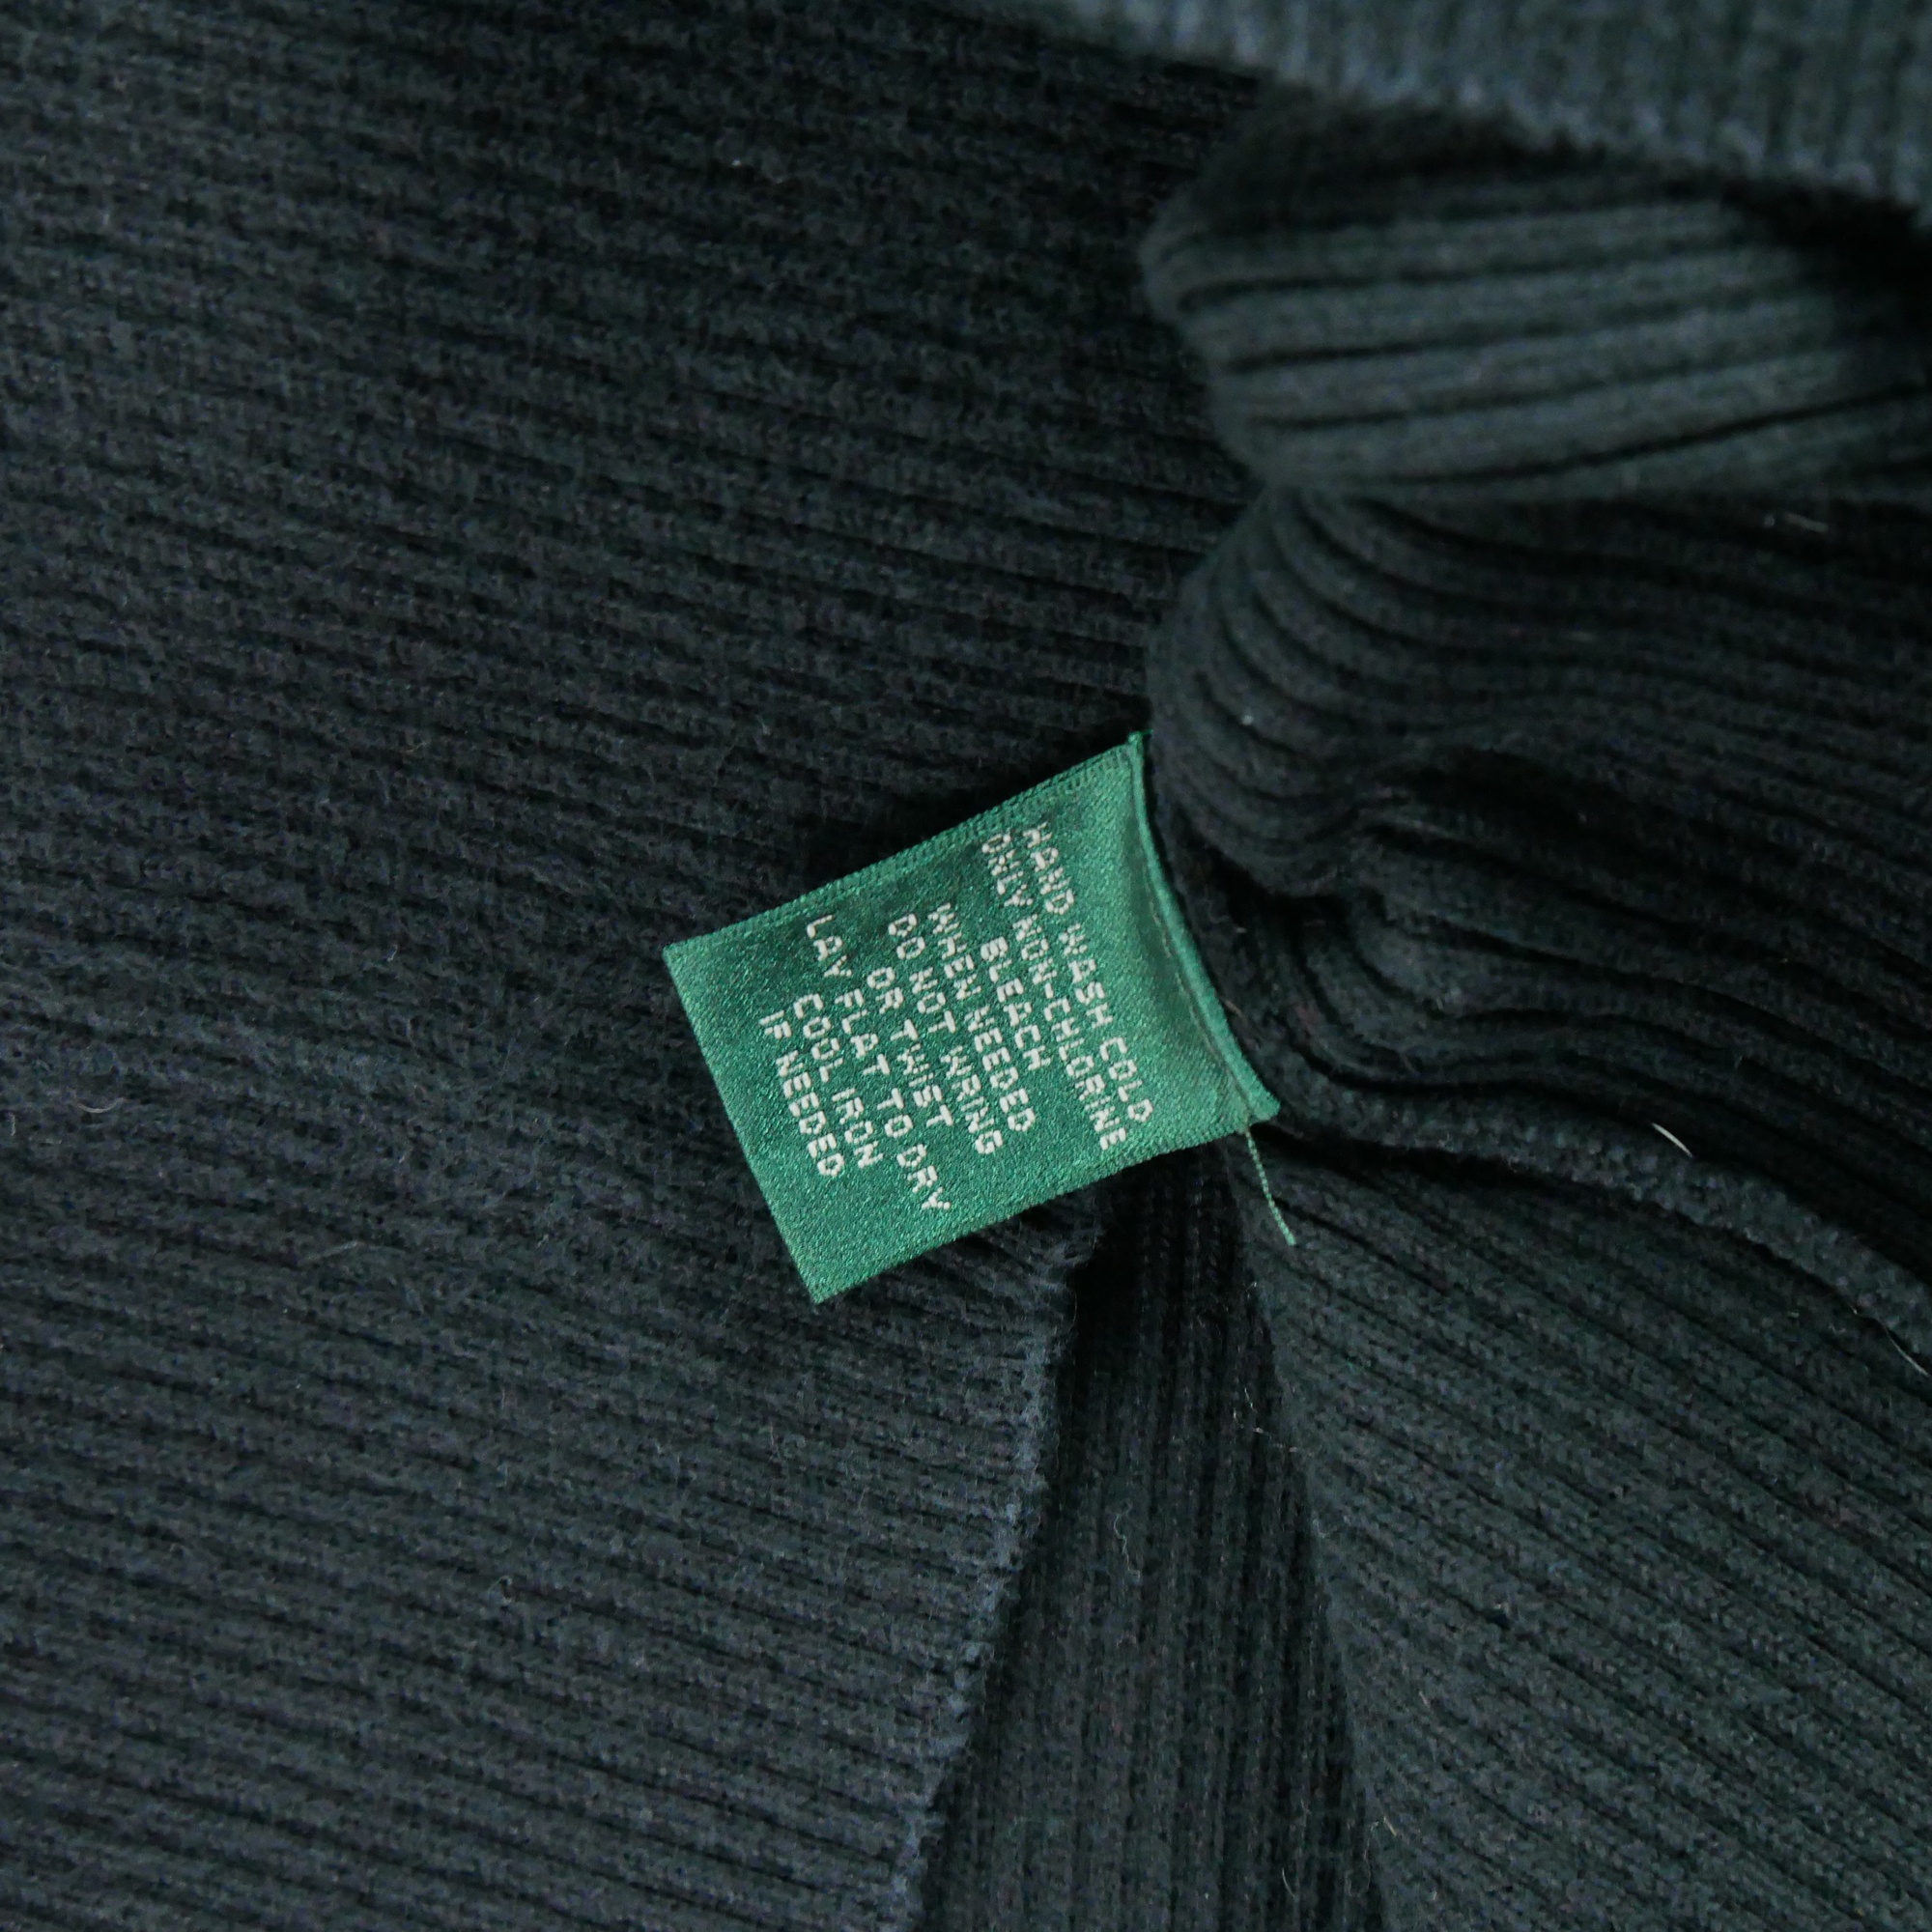 HAND WASH COLD
ONLY NON-CHLORINE
BLEACH
WHEN NEEDED
DO NOT WRING
OR TWIST
LAY FLAT TO DRY
COOL IRON
IF NEEDED